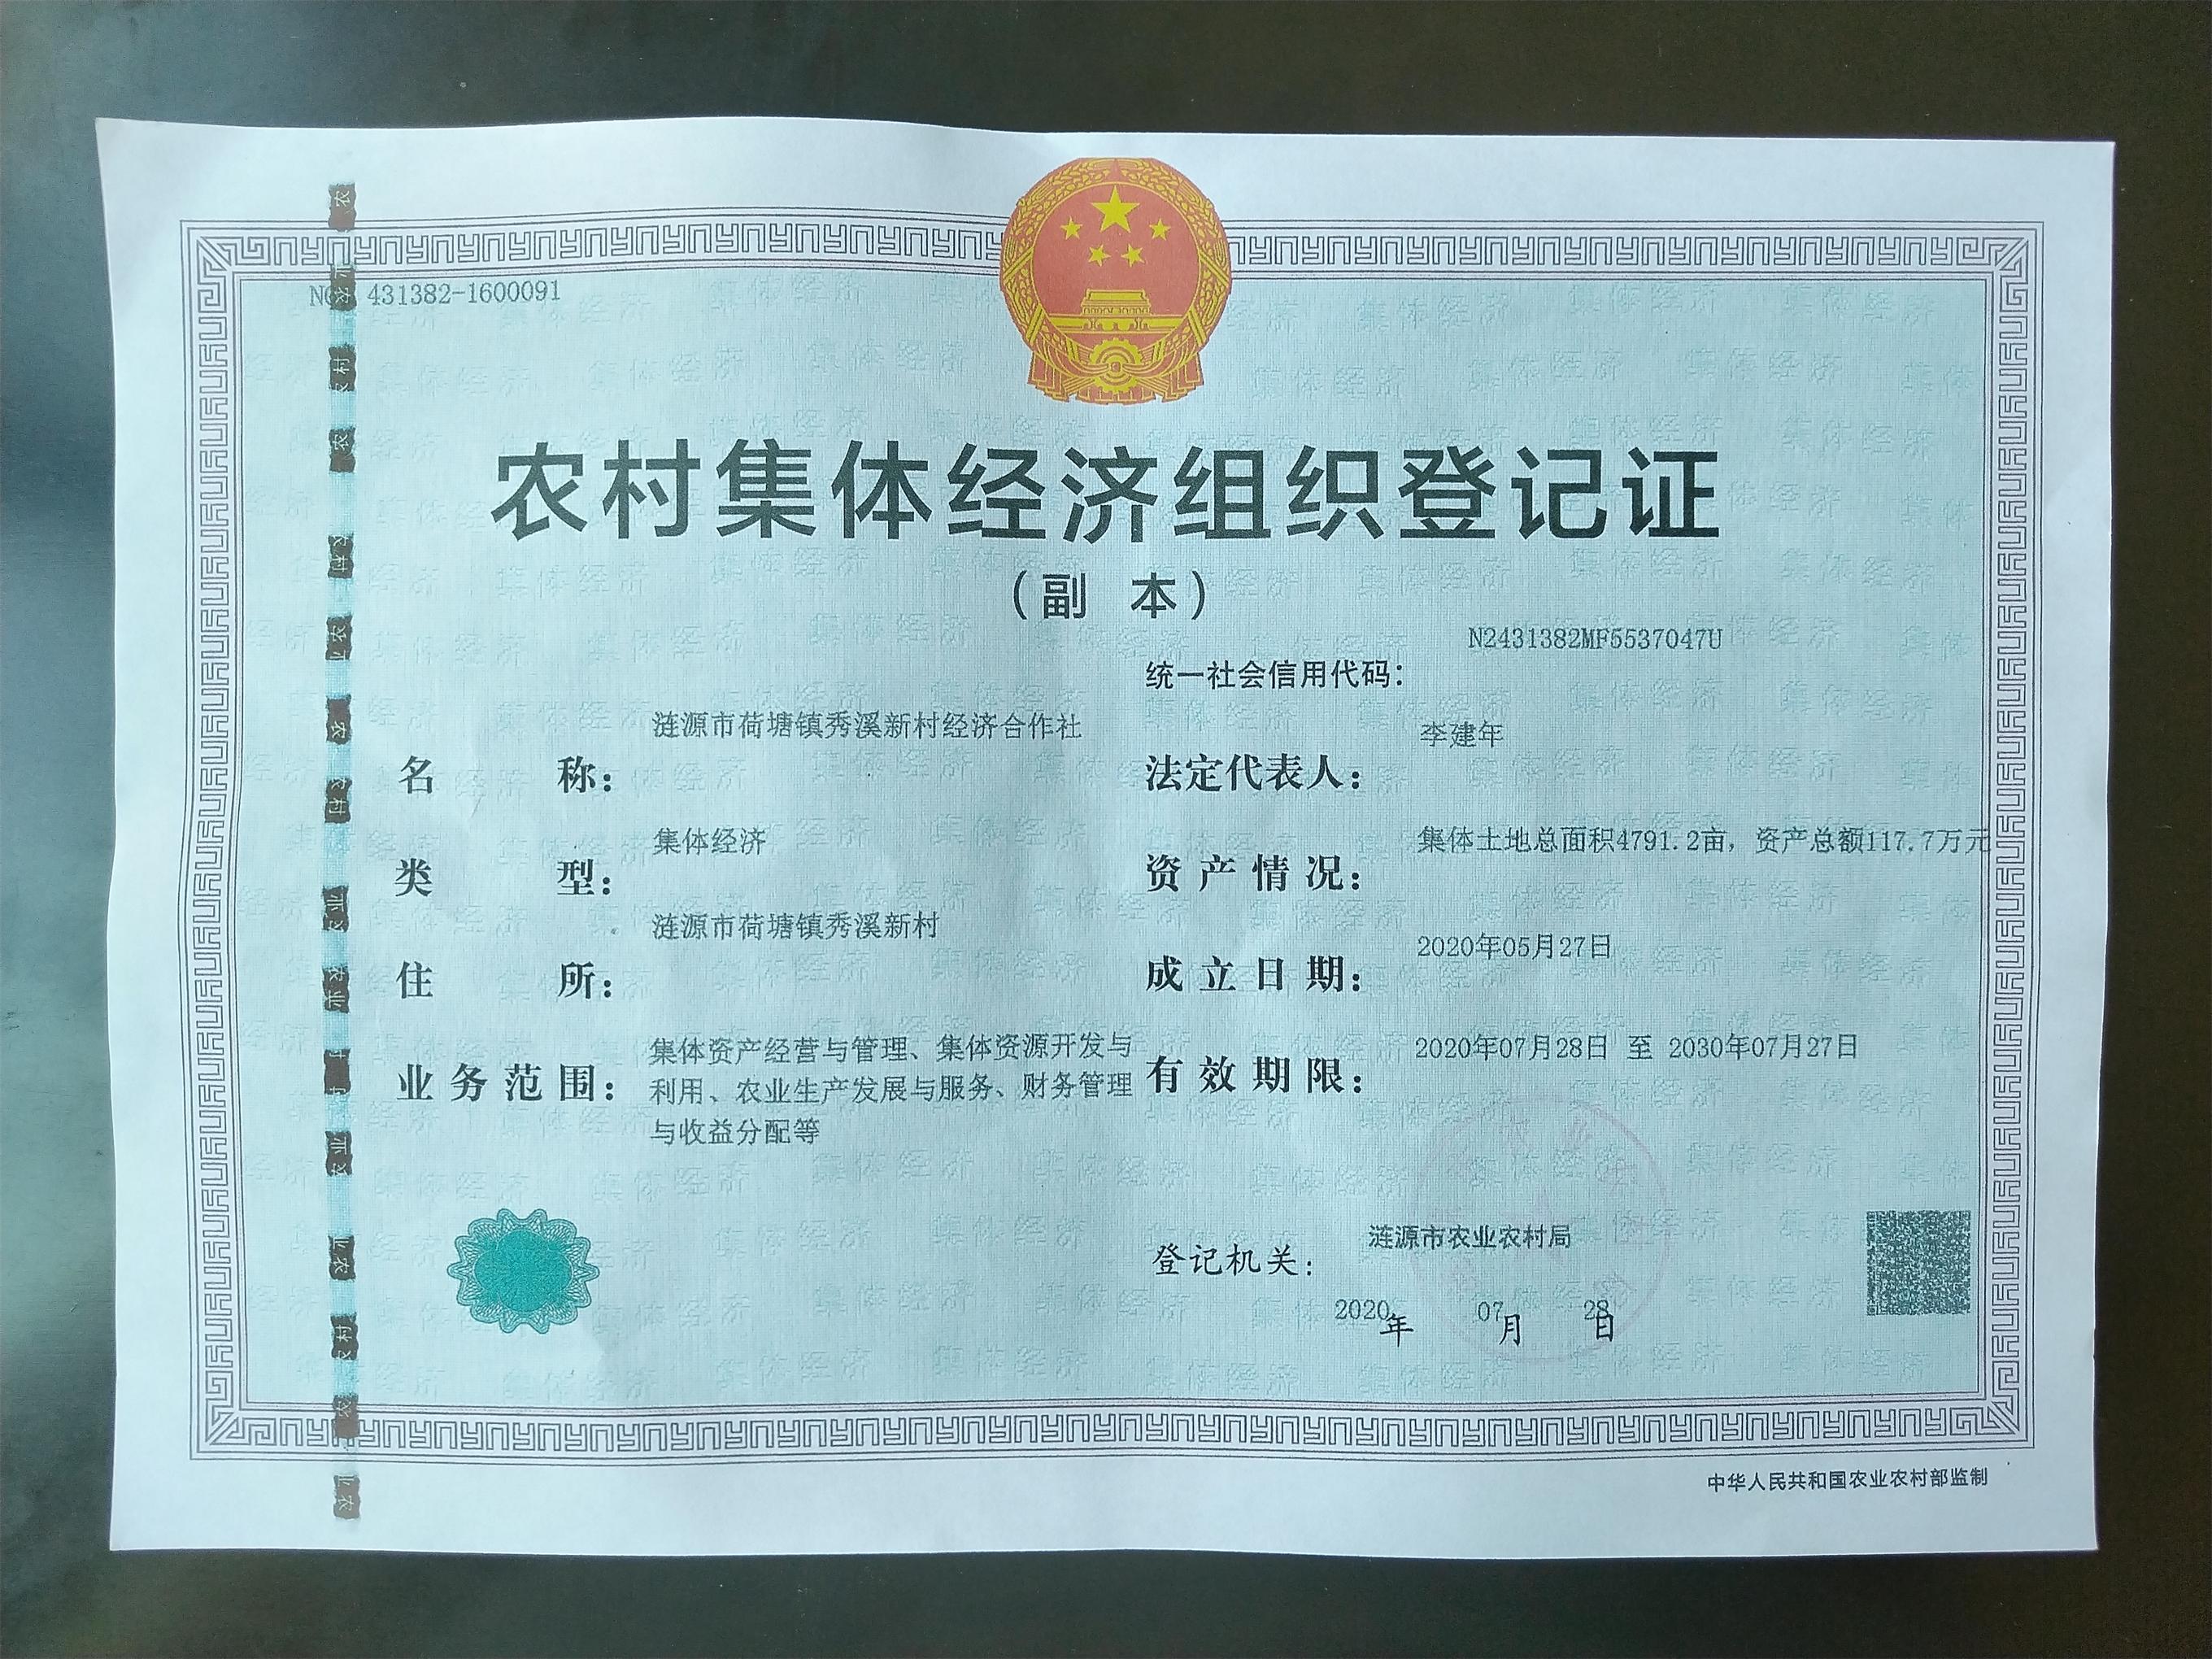 431382-1600091
农村集体经济组织登记证
（副 本）
统一社会信用代码： N2431382MF5537047U
名 称： 涟源市荷塘镇秀溪新村经济合作社
法定代表人： 李建年
类 型： 集体经济
资产情况： 集体土地总面积4791.2亩，资产总额117.7万元
住 所： 涟源市荷塘镇秀溪新村
成立日期： 2020年05月27日
业务范围： 集体资产经营与管理、集体资源开发与
利用、农业生产发展与服务、财务管理
与收益分配等
有效期限： 2020年07月28日 至 2030年07月27日
登记机关： 涟源市农业农村局
2020年 07月 28日
中华人民共和国农业农村部监制